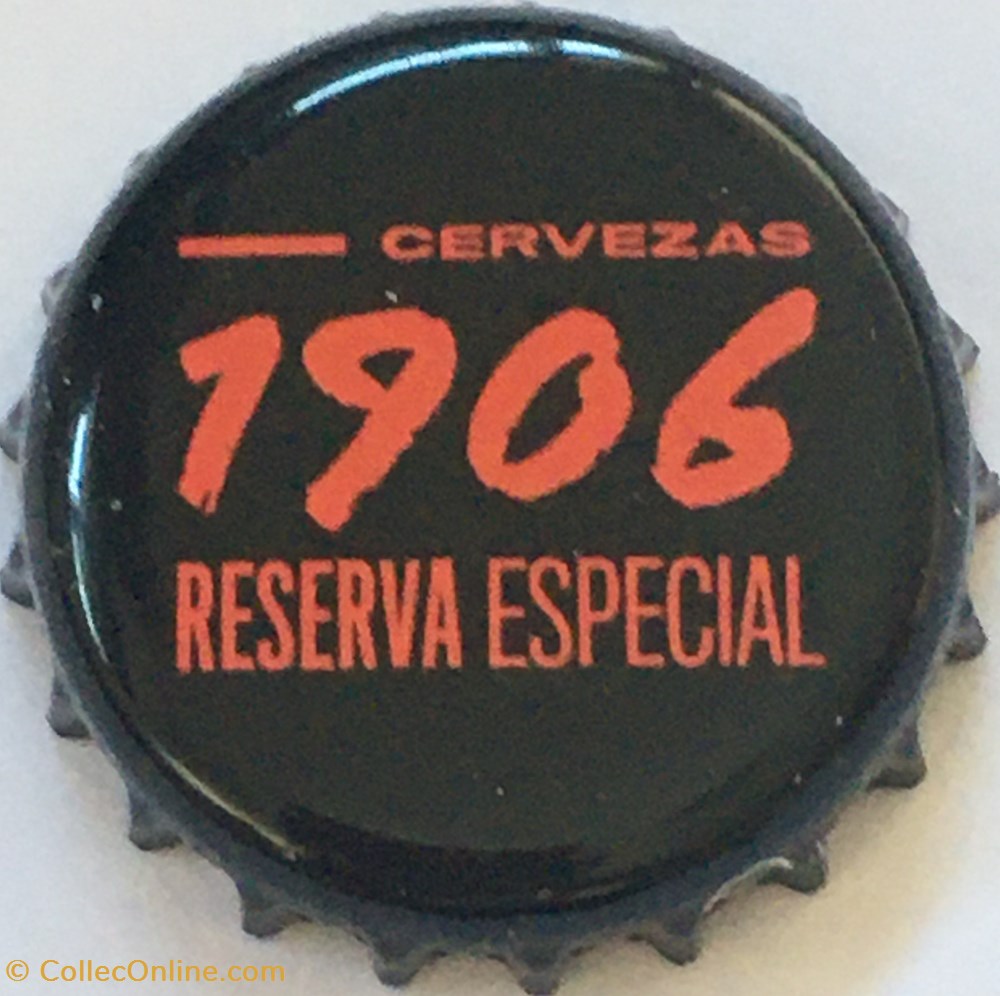 CERVEZAS
1906
RESERVA ESPECIAL
© CollecOnline.com